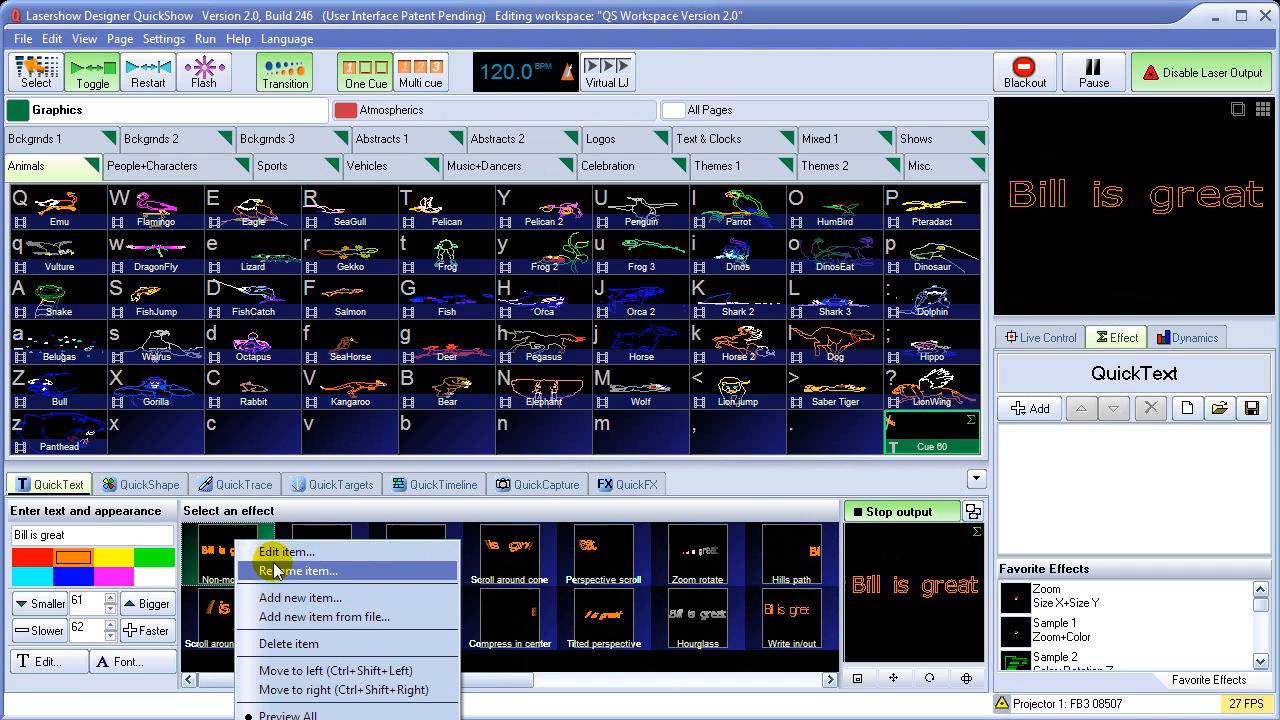 Lasershow Designer QuickShow Version 2.0, Build 246 (User Interface Patent Pending) Editing workspace: "QS Workspace Version 2.0"
File Edit View Page Settings Run Help Language
Select Toggle Restart Flash Transition One Cue Multi cue 120.0 BPM Virtual LJ Blackout Pause Disable Laser Output
Graphics Atmospherics All Pages
Bckgrnds 1 Bckgrnds 2 Bckgrnds 3 Abstracts 1 Abstracts 2 Logos Text & Clocks Mixed 1 Shows
Animals People+Characters Sports Vehicles Music+Dancers Celebration Themes 1 Themes 2 Misc.
Q W E R T Y U I O P
Emu Flamingo Eagle SeaGull Pelican Pelican 2 Penguin Parrot HumBird Pteradact
q w e r t y u i o p
Vulture DragonFly Lizard Gekko Frog Frog 2 Frog 3 Dinos DinosEat Dinosaur
A S D F G H J K L :
Snake FishJump FishCatch Salmon Fish Orca Orca 2 Shark 2 Shark 3 Dolphin
a s d f g h j k l ;
Belugas Walrus Octapus SeaHorse Deer Pegasus Horse Horse 2 Dog Hippo
Z X C V B N M < > ?
Bull Gorilla Rabbit Kangaroo Bear Elephant Wolf LionJump Saber Tiger LionWing
z x c v b n m , .
Panthead Cue 60
Bill is great
Live Control Effect Dynamics
QuickText
Add
QuickText QuickShape QuickTrace QuickTargets QuickTimeline QuickCapture QuickFX
Enter text and appearance
Bill is great
Smaller 61 Bigger
Slower 62 Faster
Edit... Font...
Select an effect
Scroll around cone Perspective scroll Zoom rotate Hills path
Compress in center Tilted perspective Hourglass Write in/out
Edit item...
Rename item...
Add new item...
Add new item from file...
Delete item
Move to left (Ctrl+Shift+Left)
Move to right (Ctrl+Shift+Right)
Preview All
Stop output
Bill is great
Favorite Effects
Zoom
Size X+Size Y
Sample 1
Zoom+Color
Sample 2
Favorite Effects
Projector 1: FB3 08507 27 FPS